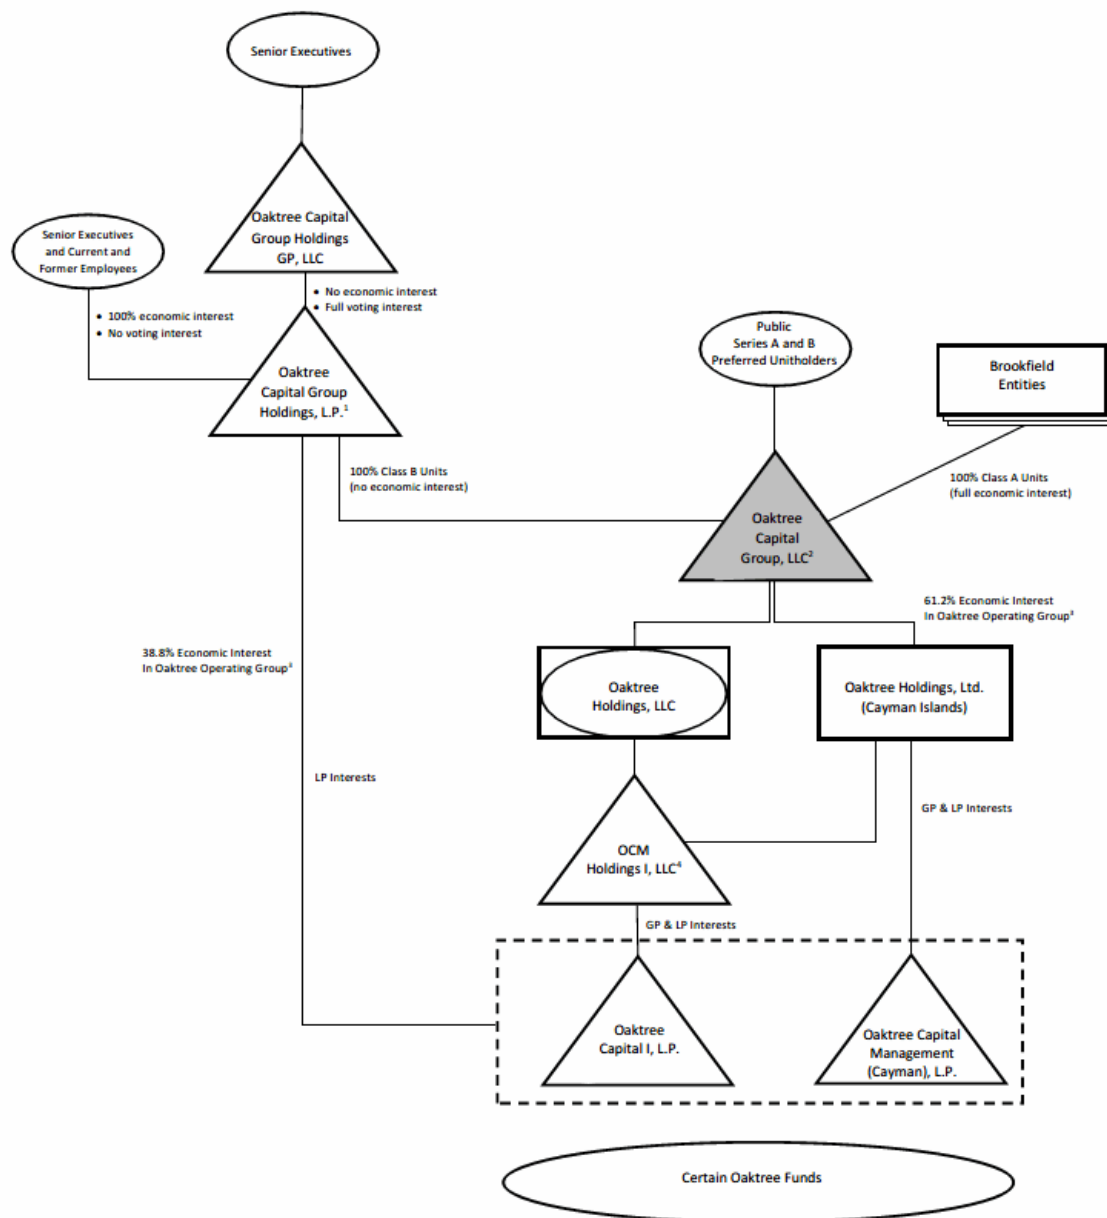 Senior Executives
Oaktree Capital
Group Holdings
GP, LLC
Senior Executives
and Current and
Former Employees
• No economic interest
• Full voting interest
• 100% economic interest
• No voting interest
Oaktree
Capital Group
Holdings, L.P.¹
Public
Series A and B
Preferred Unitholders
Brookfield
Entities
100% Class B Units
(no economic interest)
100% Class A Units
(full economic interest)
Oaktree
Capital
Group, LLC²
61.2% Economic Interest
In Oaktree Operating Group³
38.8% Economic Interest
In Oaktree Operating Group³
Oaktree
Holdings, LLC
Oaktree Holdings, Ltd.
(Cayman Islands)
LP Interests
GP & LP Interests
OCM
Holdings I, LLC⁴
GP & LP Interests
Oaktree
Capital I, L.P.
Oaktree Capital
Management
(Cayman), L.P.
Certain Oaktree Funds